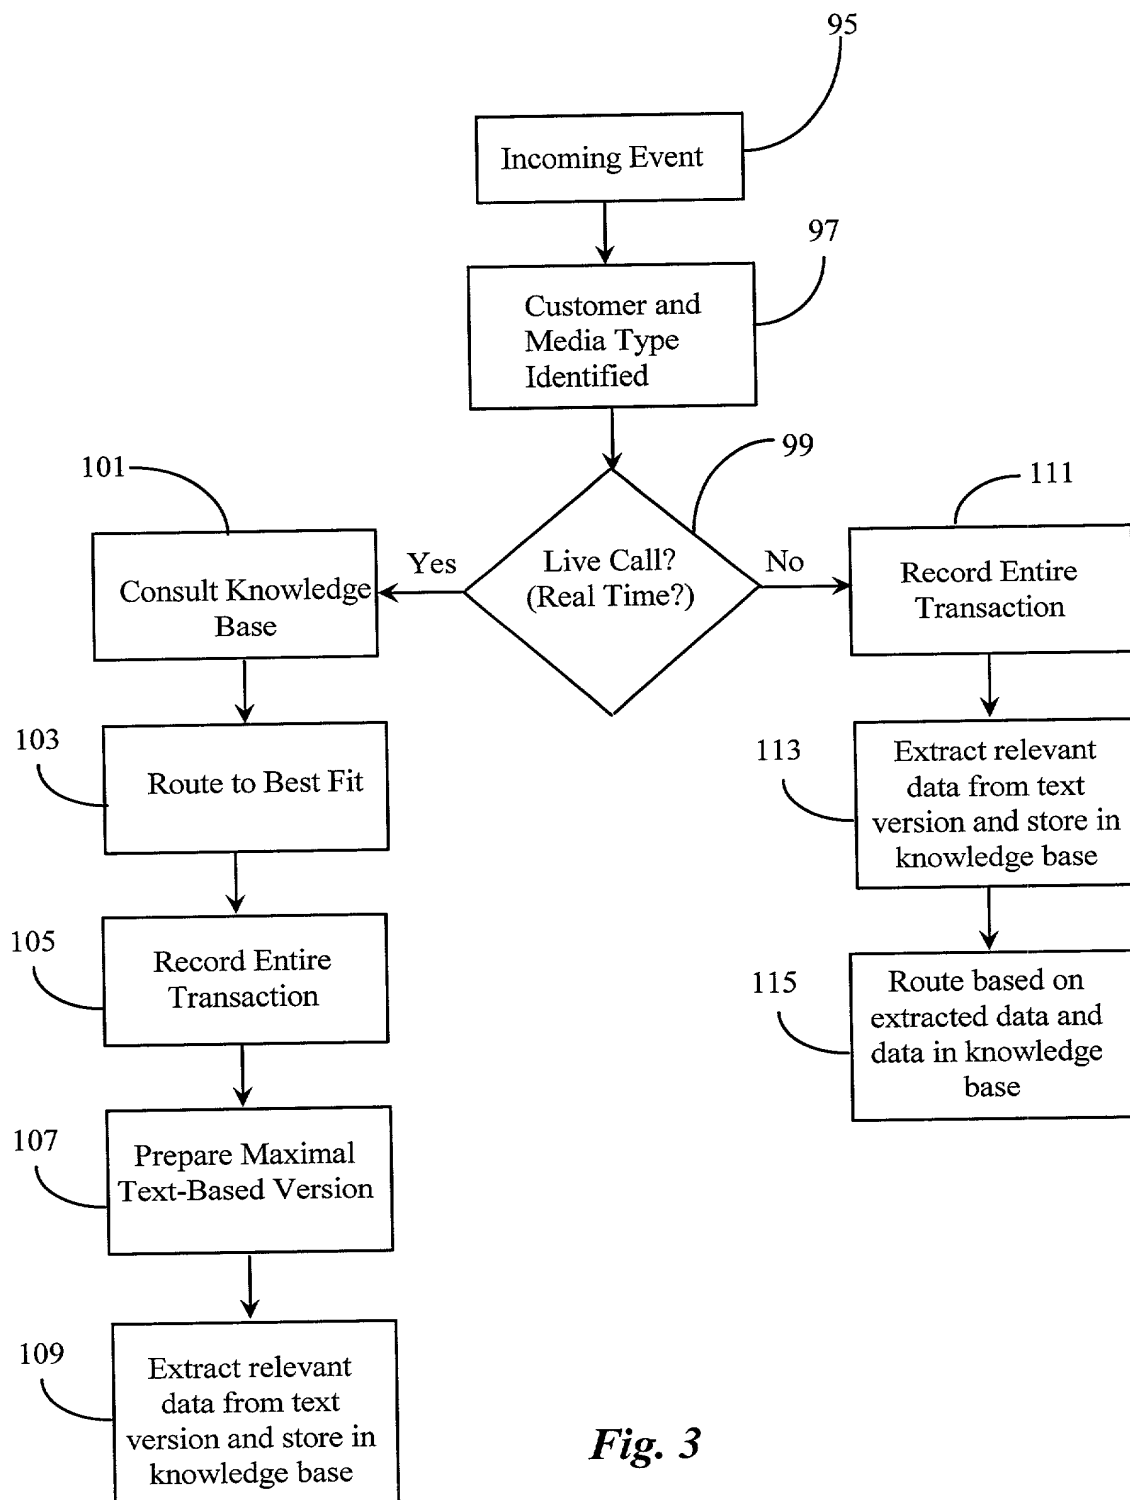 95
Incoming Event
97
Customer and
Media Type
Identified
99
Live Call?
(Real Time?)
Yes
No
101
Consult Knowledge
Base
103
Route to Best Fit
105
Record Entire
Transaction
107
Prepare Maximal
Text-Based Version
109
Extract relevant
data from text
version and store in
knowledge base
111
Record Entire
Transaction
113
Extract relevant
data from text
version and store in
knowledge base
115
Route based on
extracted data and
data in knowledge
base
Fig. 3